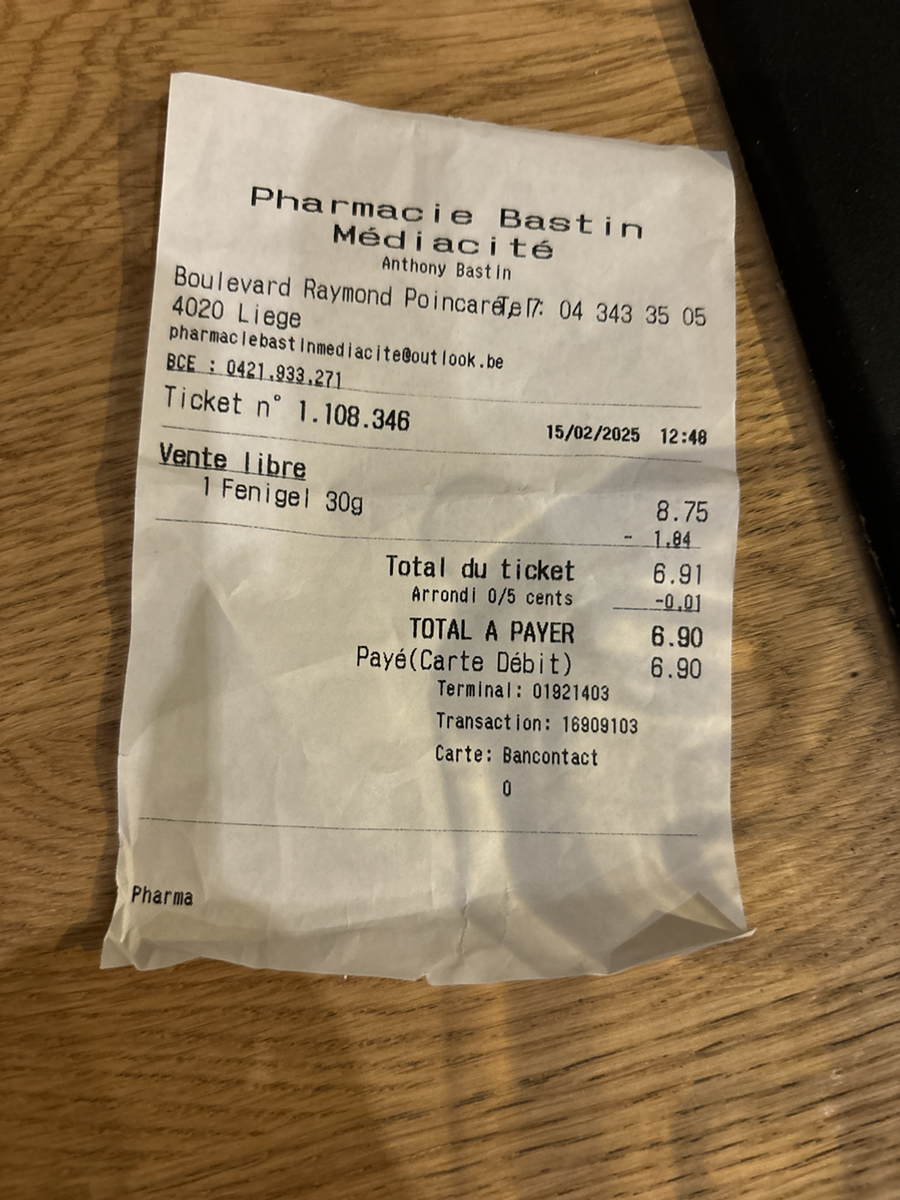 Pharmacie Bastin
Médiacité
Anthony Bastin
Boulevard Raymond Poincaré, 7 Tel : 04 343 35 05
4020 Liege
pharmaciebastinmediacite@outlook.be
BCE : 0421.933.271
Ticket n° 1.108.346 15/02/2025 12:48
Vente libre
1 Fenigel 30g 8.75
- 1.84
Total du ticket 6.91
Arrondi 0/5 cents -0.01
TOTAL A PAYER 6.90
Payé(Carte Débit) 6.90
Terminal: 01921403
Transaction: 16909103
Carte: Bancontact
0
Pharma